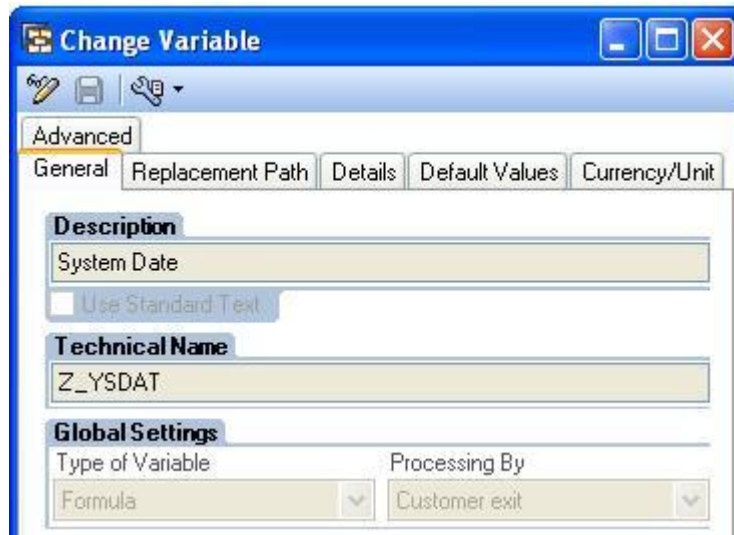 Change Variable
Advanced
General Replacement Path Details Default Values Currency/Unit
Description
System Date
Use Standard Text
Technical Name
Z_YSDAT
Global Settings
Type of Variable Processing By
Formula Customer exit